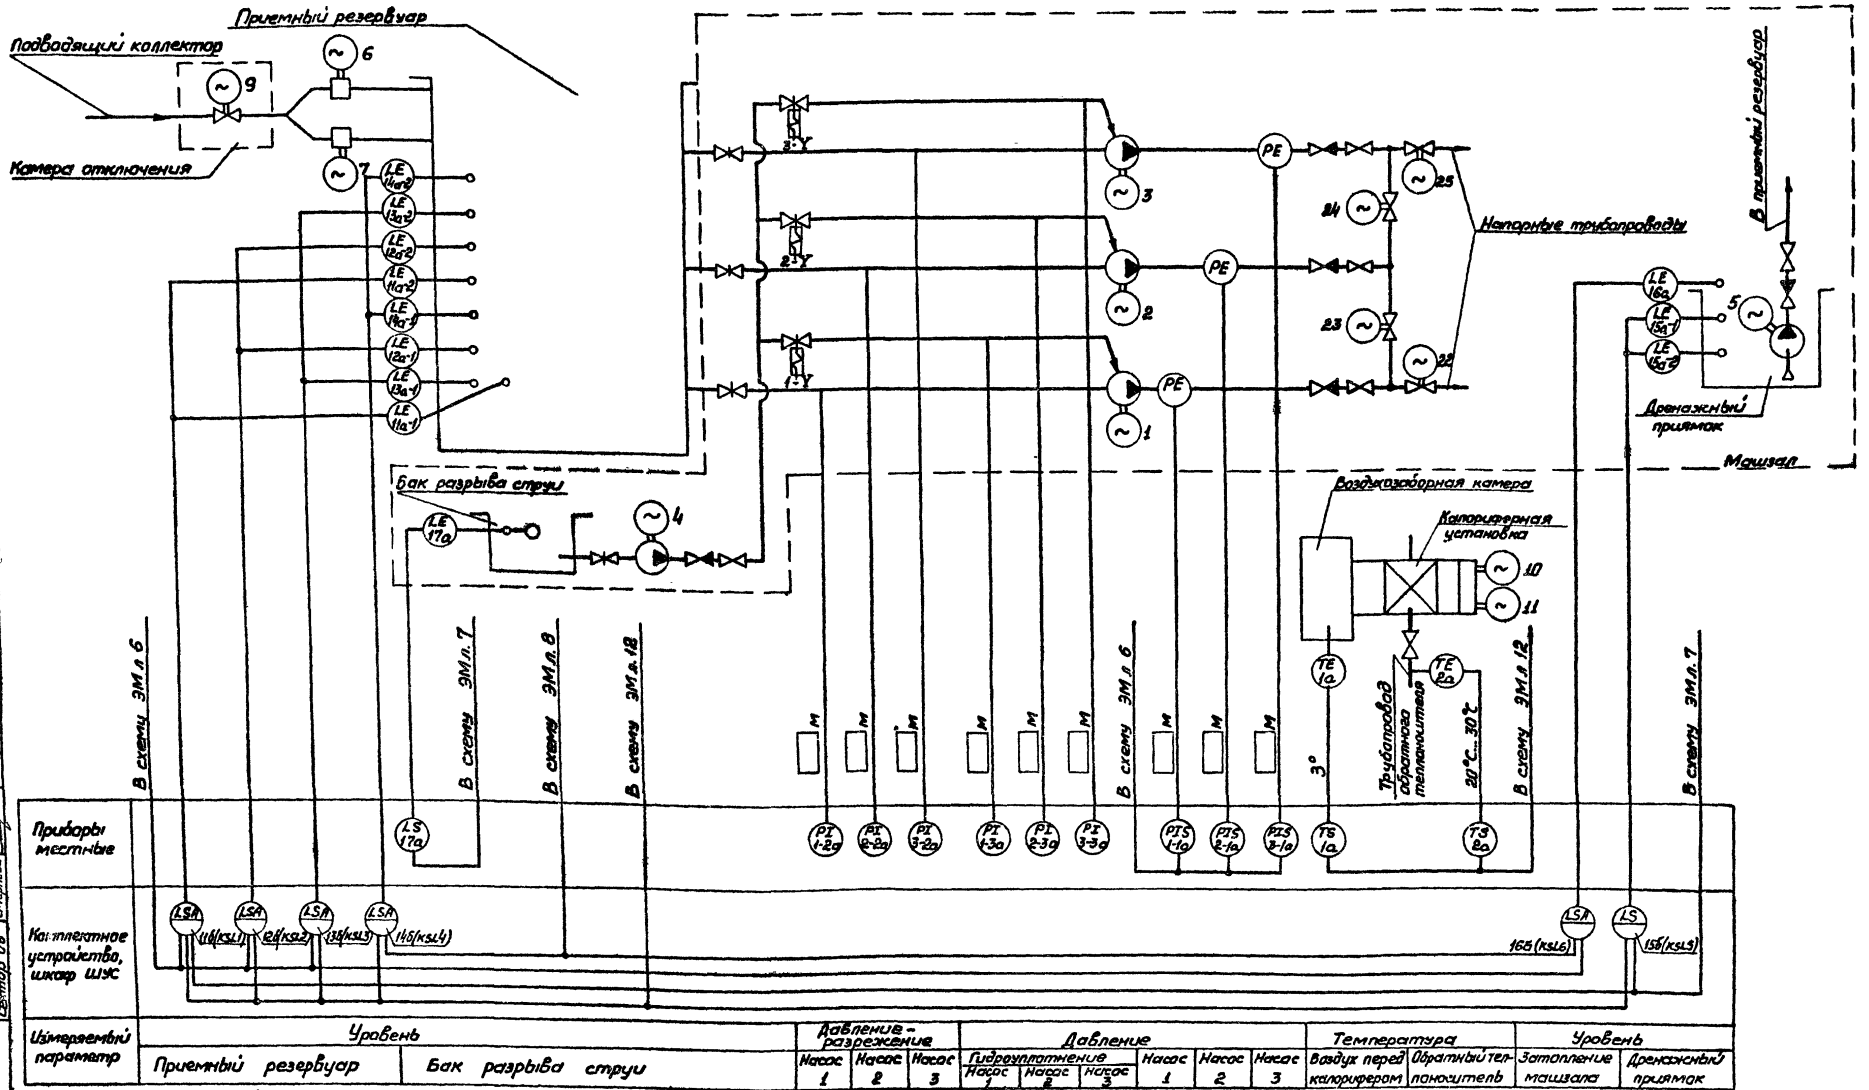 Приемный резервуар
Подводящий коллектор
6
9
Камера отключения
7
LE 14а-2
LE 13а-2
LE 12а-2
LE 11а-2
LE 14а-1
LE 12а-1
LE 13а-1
LE 11а-1
3-Y
2-Y
1-Y
3
2
1
PE
PE
PE
25
24
23
22
Напорные трубопроводы
В приемный резервуар
LE 16а
LE 15а-1
LE 15а-2
5
Дренажный
приямок
Машзал
Бак разрыва струи
LE 17а
4
Воздухозаборная камера
Калориферная
установка
10
11
TE 1а
TE 2а
3°
Трубопровод
обратного
теплоносителя
20°С...30°С
В схему ЭМ л 6
В схему ЭМ л. 7
В схему ЭМ л. 8
В схему ЭМ л. 12
М
М
М
М
М
М
В схему ЭМ л 6
М
М
М
В схему ЭМ л 12
В схему ЭМ л. 7
Приборы
местные
LS 17а
PI 1-2а
PI 2-2а
PI 3-2а
PI 1-3а
PI 2-3а
PI 3-3а
PIS 1-1а
PIS 2-1а
PIS 3-1а
TS 1а
TS 2а
Комплектное
устройство,
шкаф ШУС
LSA
11б(KSL1)
LSA
12б(KSL2)
LSA
13б(KSL3)
LSA
14б(KSL4)
LSA
16б(KSL6)
LS
15б(KSL5)
Измеряемый
параметр
Уровень
Приемный резервуар
Бак разрыва струи
Давление-
разрежение
Насос 1
Насос 2
Насос 3
Давление
Гидроуплотнение
Насос 1
Насос 2
Насос 3
Насос 1
Насос 2
Насос 3
Температура
Воздух перед
калорифером
Обратный теп-
лоноситель
Уровень
Затопление
машзала
Дренажный
приямок